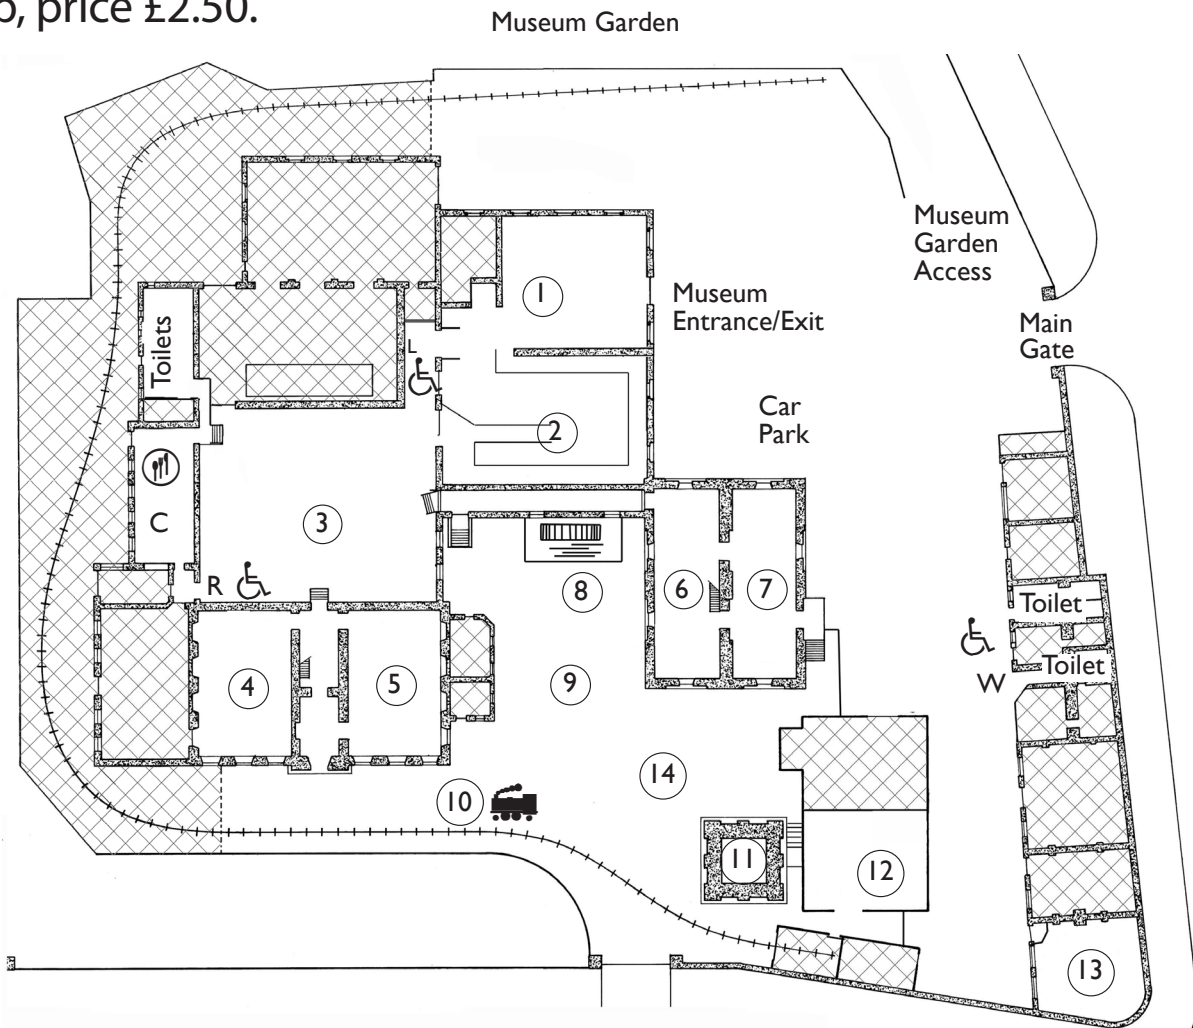 o, price £2.50.
Museum Garden
Museum
Garden
Access
Main
Gate
Museum
Entrance/Exit
Toilets
L
1
2
Car
Park
C
3
R
4
5
6
7
8
9
10
14
11
12
13
Toilet
Toilet
W